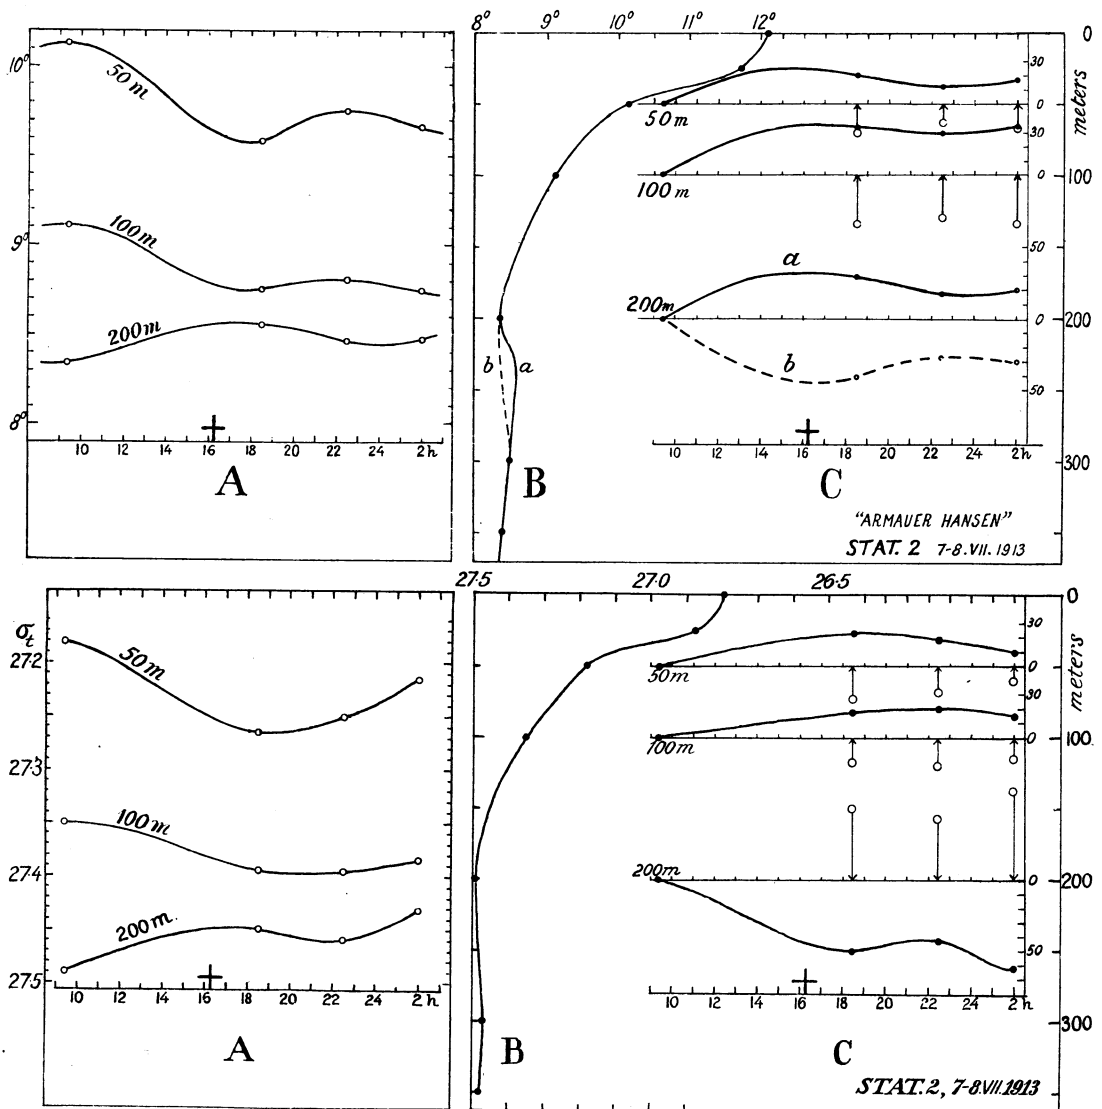 8° 9° 10° 11° 12°
10°
9°
8°
50 m
100 m
200 m
10 12 14 16 18 20 22 24 2 h
A
b a
B
50 m
100 m
200 m
a
b
30
0
30
0
50
0
50
10 12 14 16 18 20 22 24 2 h
C
0
meters
100
200
300
"ARMAUER HANSEN"
STAT. 2 7-8. VII. 1913
27.5 27.0 26.5
σt
27.2
27.3
27.4
27.5
50 m
100 m
200 m.
10 12 14 16 18 20 22 24 2 h
A
B
50 m
100 m
200 m
30
0
30
0
0
50
10 12 14 16 18 20 22 24 2 h
C
0
meters
100
200
300
STAT. 2, 7-8.VII.1913